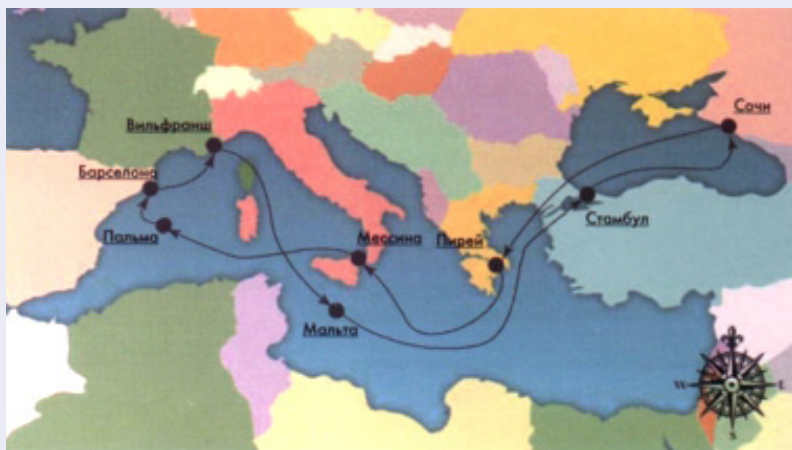 Сочи
Вильфранш
Барселона
Пальма
Мессина
Пирей
Стамбул
Мальта
W
E
S